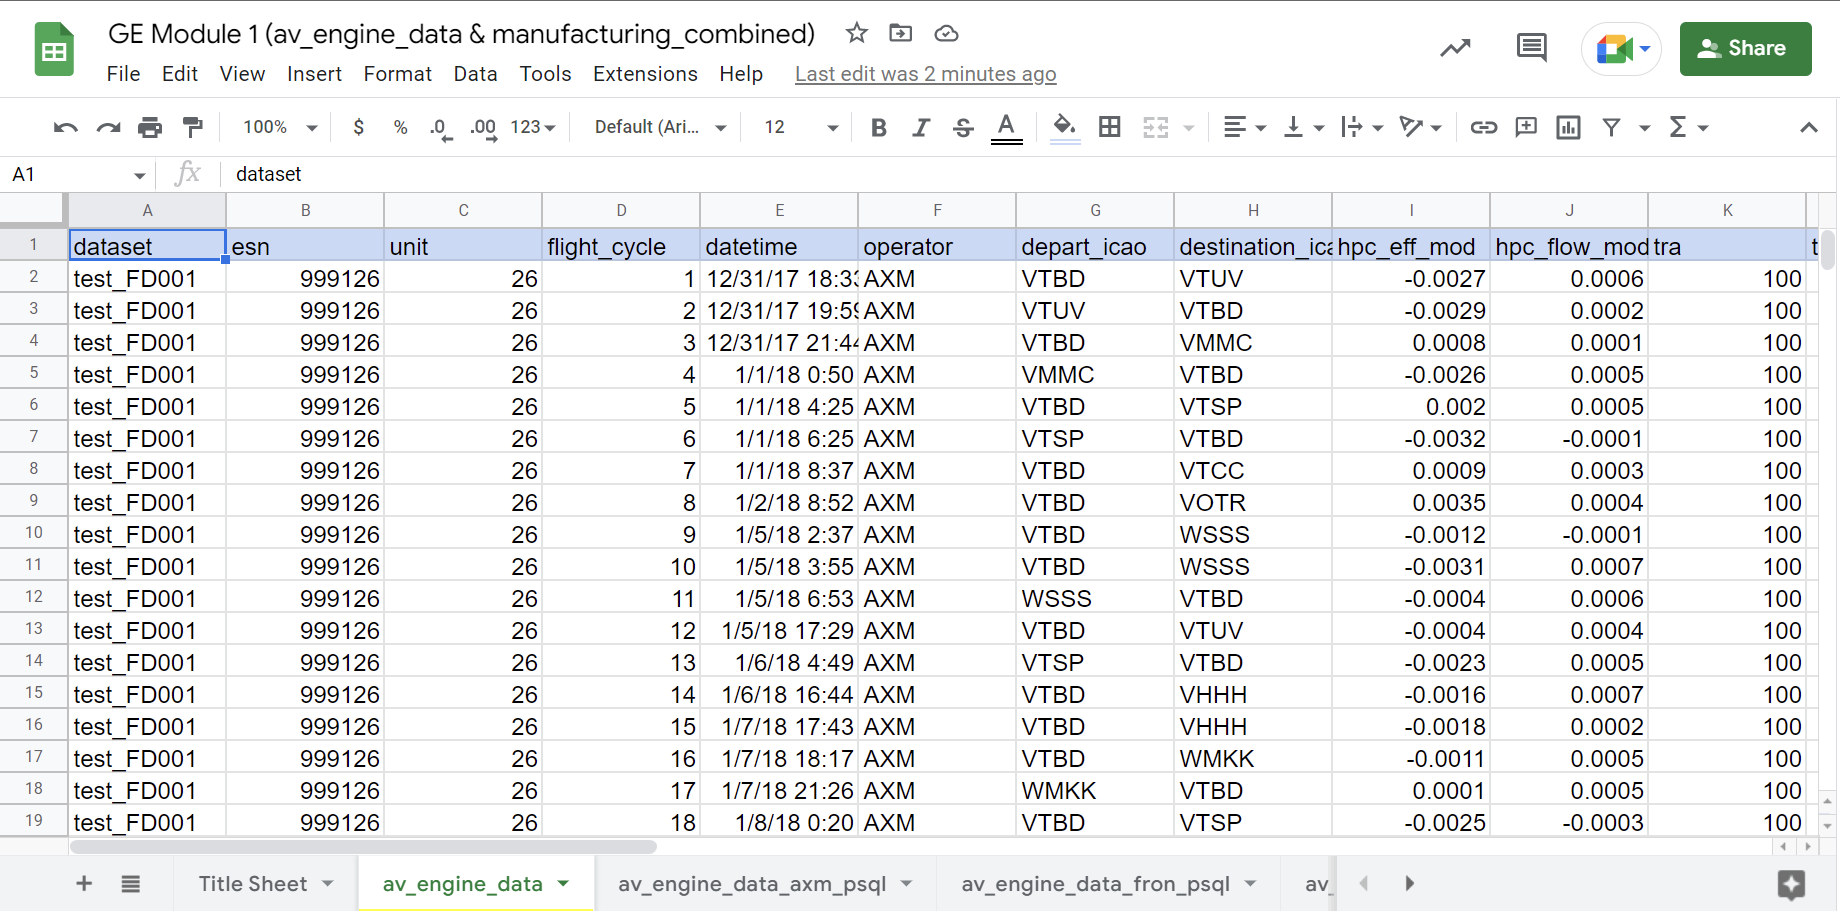 GE Module 1 (av_engine_data & manufacturing_combined)
File Edit View Insert Format Data Tools Extensions Help Last edit was 2 minutes ago
Share
100% $ % .0 .00 123 Default (Ari... 12 B I S A
A1 fx dataset
A B C D E F G H I J K
1 dataset esn unit flight_cycle datetime operator depart_icao destination_ica hpc_eff_mod hpc_flow_mod tra t
2 test_FD001 999126 26 1 12/31/17 18:33 AXM VTBD VTUV -0.0027 0.0006 100
3 test_FD001 999126 26 2 12/31/17 19:59 AXM VTUV VTBD -0.0029 0.0002 100
4 test_FD001 999126 26 3 12/31/17 21:44 AXM VTBD VMMC 0.0008 0.0001 100
5 test_FD001 999126 26 4 1/1/18 0:50 AXM VMMC VTBD -0.0026 0.0005 100
6 test_FD001 999126 26 5 1/1/18 4:25 AXM VTBD VTSP 0.002 0.0005 100
7 test_FD001 999126 26 6 1/1/18 6:25 AXM VTSP VTBD -0.0032 -0.0001 100
8 test_FD001 999126 26 7 1/1/18 8:37 AXM VTBD VTCC 0.0009 0.0003 100
9 test_FD001 999126 26 8 1/2/18 8:52 AXM VTBD VOTR 0.0035 0.0004 100
10 test_FD001 999126 26 9 1/5/18 2:37 AXM VTBD WSSS -0.0012 -0.0001 100
11 test_FD001 999126 26 10 1/5/18 3:55 AXM VTBD WSSS -0.0031 0.0007 100
12 test_FD001 999126 26 11 1/5/18 6:53 AXM WSSS VTBD -0.0004 0.0006 100
13 test_FD001 999126 26 12 1/5/18 17:29 AXM VTBD VTUV -0.0004 0.0004 100
14 test_FD001 999126 26 13 1/6/18 4:49 AXM VTSP VTBD -0.0023 0.0005 100
15 test_FD001 999126 26 14 1/6/18 16:44 AXM VTBD VHHH -0.0016 0.0007 100
16 test_FD001 999126 26 15 1/7/18 17:43 AXM VTBD VHHH -0.0018 0.0002 100
17 test_FD001 999126 26 16 1/7/18 18:17 AXM VTBD WMKK -0.0011 0.0005 100
18 test_FD001 999126 26 17 1/7/18 21:26 AXM WMKK VTBD 0.0001 0.0005 100
19 test_FD001 999126 26 18 1/8/18 0:20 AXM VTBD VTSP -0.0025 -0.0003 100
Title Sheet av_engine_data av_engine_data_axm_psql av_engine_data_fron_psql av_